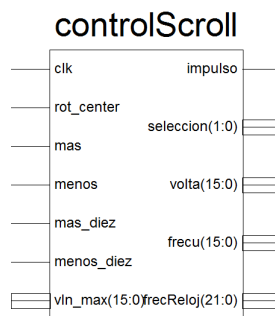 controlScroll
clk impulso
rot_center
seleccion(1:0)
mas
menos volta(15:0)
mas_diez
frecu(15:0)
menos_diez
vln_max(15:0) frecReloj(21:0)